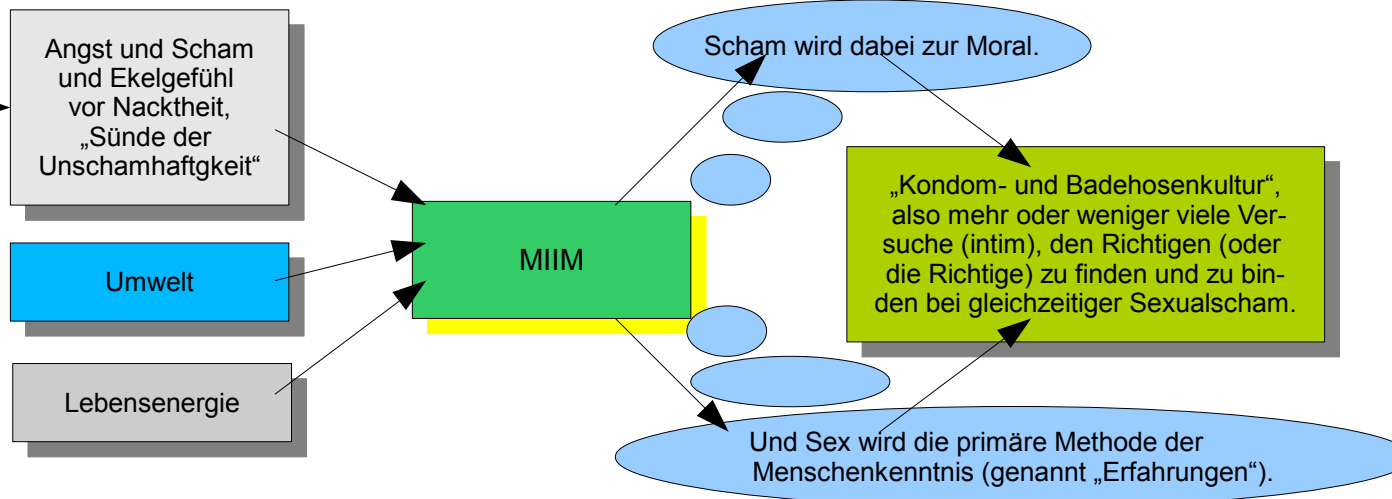 Angst und Scham
und Ekelgefühl
vor Nacktheit,
„Sünde der
Unschamhaftgkeit“
Umwelt
Lebensenergie
MIIM
Scham wird dabei zur Moral.
„Kondom- und Badehosenkultur“,
also mehr oder weniger viele Ver-
suche (intim), den Richtigen (oder
die Richtige) zu finden und zu bin-
den bei gleichzeitiger Sexualscham.
Und Sex wird die primäre Methode der
Menschenkenntnis (genannt „Erfahrungen“).